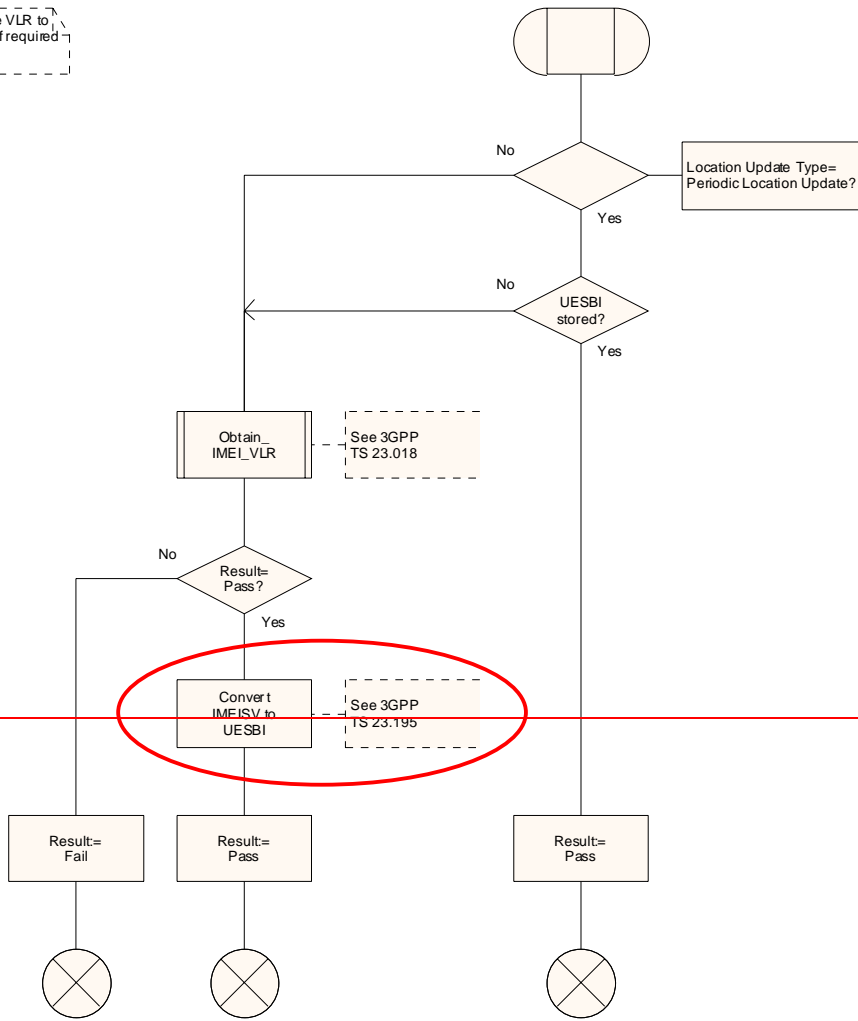 e VLR to
f required
No
Location Update Type=
Periodic Location Update?
Yes
No
UESBI
stored?
Yes
Obtain_
IMEI_VLR
See 3GPP
TS 23.018
No
Result=
Pass?
Yes
Convert
IMEISV to
UESBI
See 3GPP
TS 23.195
Result:=
Fail
Result:=
Pass
Result:=
Pass